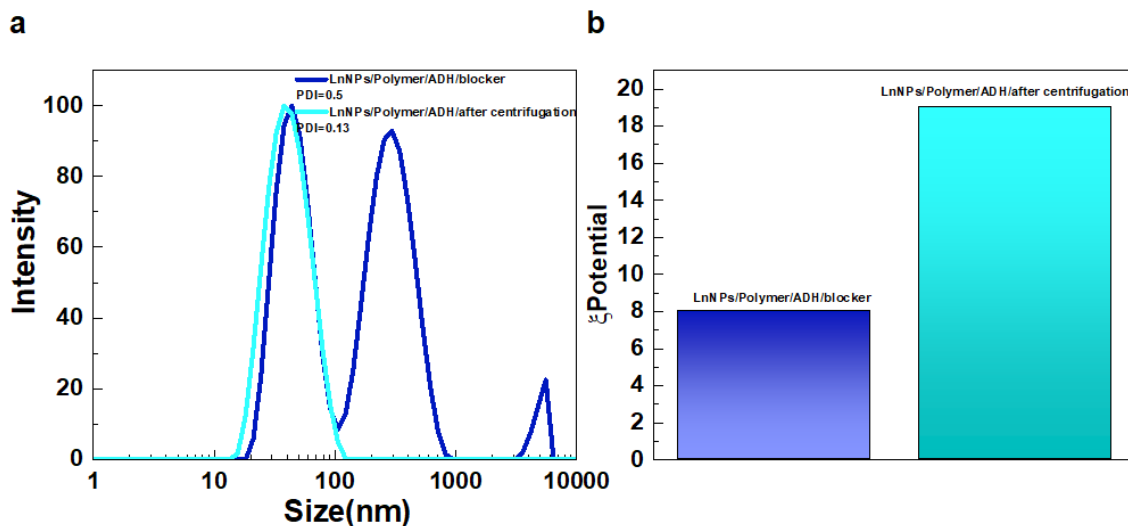 a
LnNPs/Polymer/ADH/blocker
PDI=0.5
LnNPs/Polymer/ADH/after centrifugation
PDI=0.13
100
80
60
40
20
0
Intensity
1
10
100
1000
10000
Size(nm)
b
20
18
16
14
12
10
8
6
4
2
0
ξPotential
LnNPs/Polymer/ADH/blocker
LnNPs/Polymer/ADH/after centrifugation